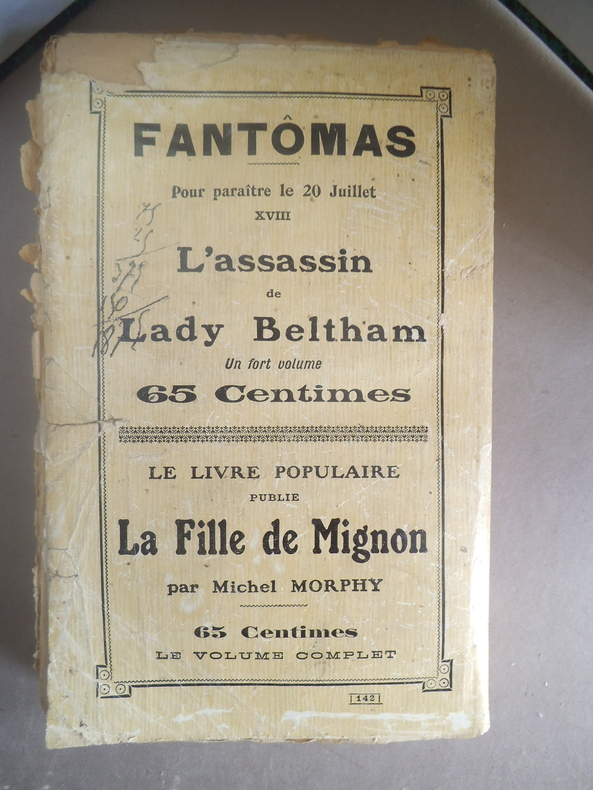 FANTÔMAS
Pour paraître le 20 Juillet
XVIII
L'assassin
de
Lady Beltham
Un fort volume
65 Centimes
LE LIVRE POPULAIRE
PUBLIE
La Fille de Mignon
par Michel MORPHY
65 Centimes
LE VOLUME COMPLET
142
75